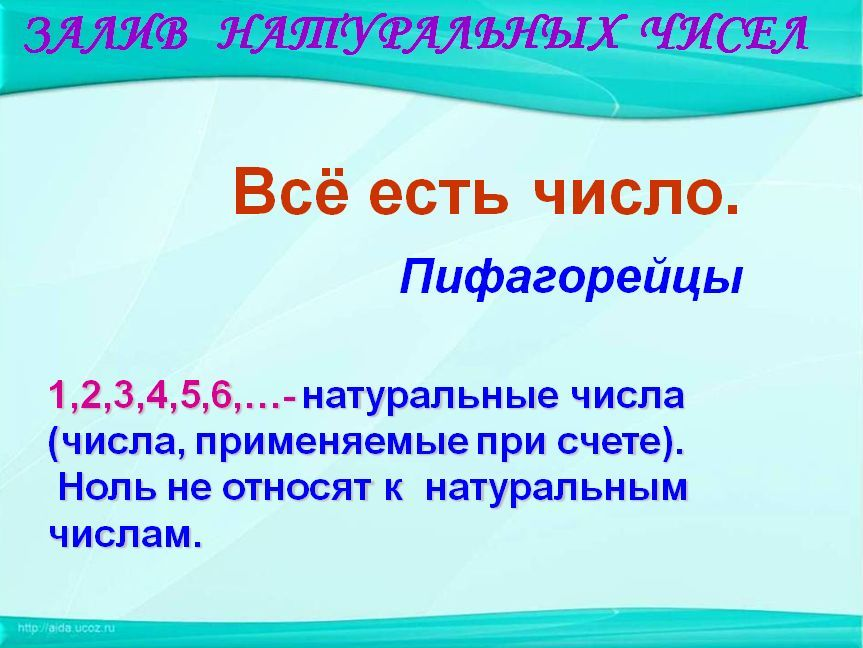 ЗАЛИВ НАТУРАЛЬНЫХ ЧИСЕЛ
Всё есть число.
Пифагорейцы
1,2,3,4,5,6,…- натуральные числа
(числа, применяемые при счете).
Ноль не относят к натуральным
числам.
http://aida.ucoz.ru